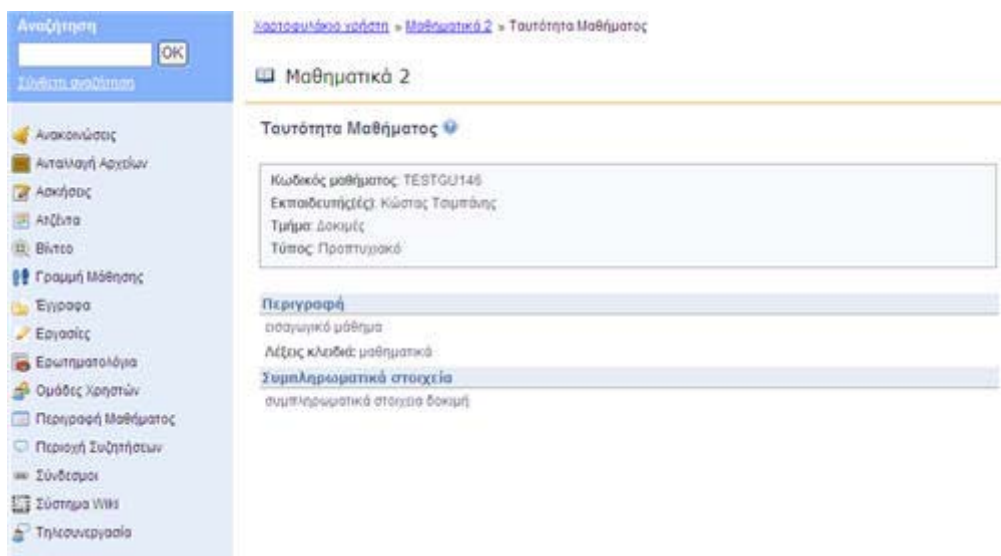 Αναζήτηση
OK
Σύνθετη αναζήτηση
Ανακοινώσεις
Ανταλλαγή Αρχείων
Ασκήσεις
Ατζέντα
Βίντεο
Γραμμή Μάθησης
Έγγραφα
Εργασίες
Ερωτηματολόγια
Ομάδες Χρηστών
Περιγραφή Μαθήματος
Περιοχή Συζητήσεων
Σύνδεσμοι
Σύστημα Wiki
Τηλεσυνεργασία
Χαρτοφυλάκιο χρήστη » Μαθηματικά 2 » Ταυτότητα Μαθήματος
Μαθηματικά 2
Ταυτότητα Μαθήματος
Κωδικός μαθήματος: TESTGU146
Εκπαιδευτής(ές): Κώστας Τσιμπάνης
Τμήμα: Δοκιμές
Τύπος: Προπτυχιακό
Περιγραφή
εισαγωγικό μάθημα
Λέξεις κλειδιά: μαθηματικά
Συμπληρωματικά στοιχεία
συμπληρωματικά στοιχεια δοκιμή